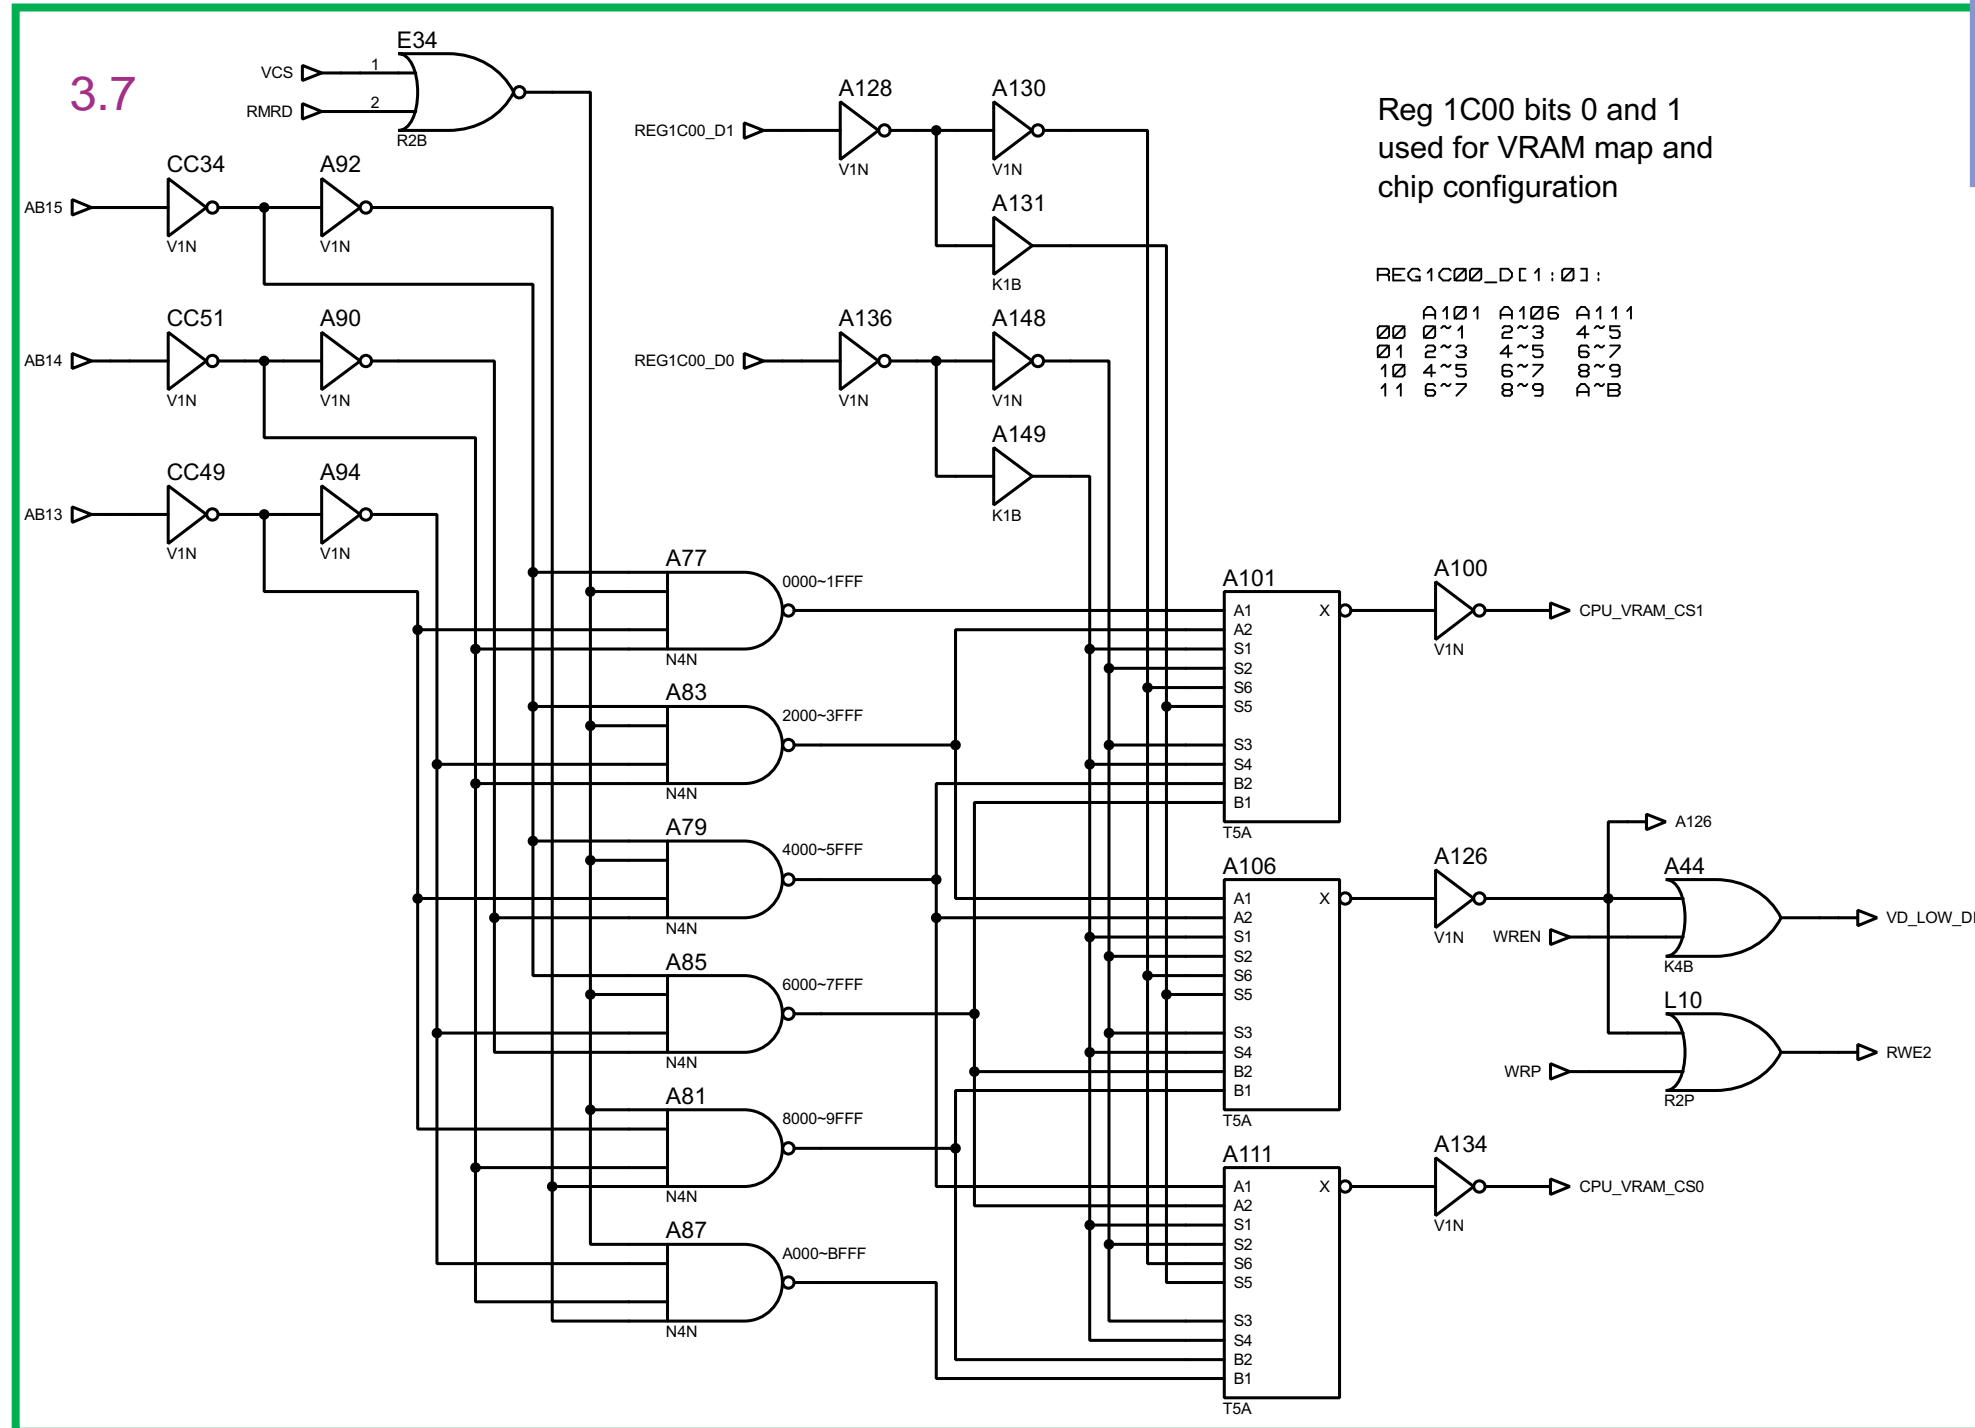 3.7
E34
VCS
1
RMRD
2
R2B
CC34
A92
AB15
V1N
V1N
CC51
A90
AB14
V1N
V1N
CC49
A94
AB13
V1N
V1N
A128
A130
REG1C00_D1
V1N
V1N
A131
K1B
A136
A148
REG1C00_D0
V1N
V1N
A149
K1B
Reg 1C00 bits 0 and 1
used for VRAM map and
chip configuration
REG1C00_D[1:0]:
A101 A106 A111
00 0~1 2~3 4~5
01 2~3 4~5 6~7
10 4~5 6~7 8~9
11 6~7 8~9 A~B
A77
0000~1FFF
N4N
A83
2000~3FFF
N4N
A79
4000~5FFF
N4N
A85
6000~7FFF
N4N
A81
8000~9FFF
N4N
A87
A000~BFFF
N4N
A101
A1
X
A2
S1
S2
S6
S5
S3
S4
B2
B1
T5A
A100
V1N
CPU_VRAM_CS1
A106
A1
X
A2
S1
S2
S6
S5
S3
S4
B2
B1
T5A
A126
V1N
A126
A44
WREN
K4B
VD_LOW_D
L10
WRP
R2P
RWE2
A111
A1
X
A2
S1
S2
S6
S5
S3
S4
B2
B1
T5A
A134
V1N
CPU_VRAM_CS0